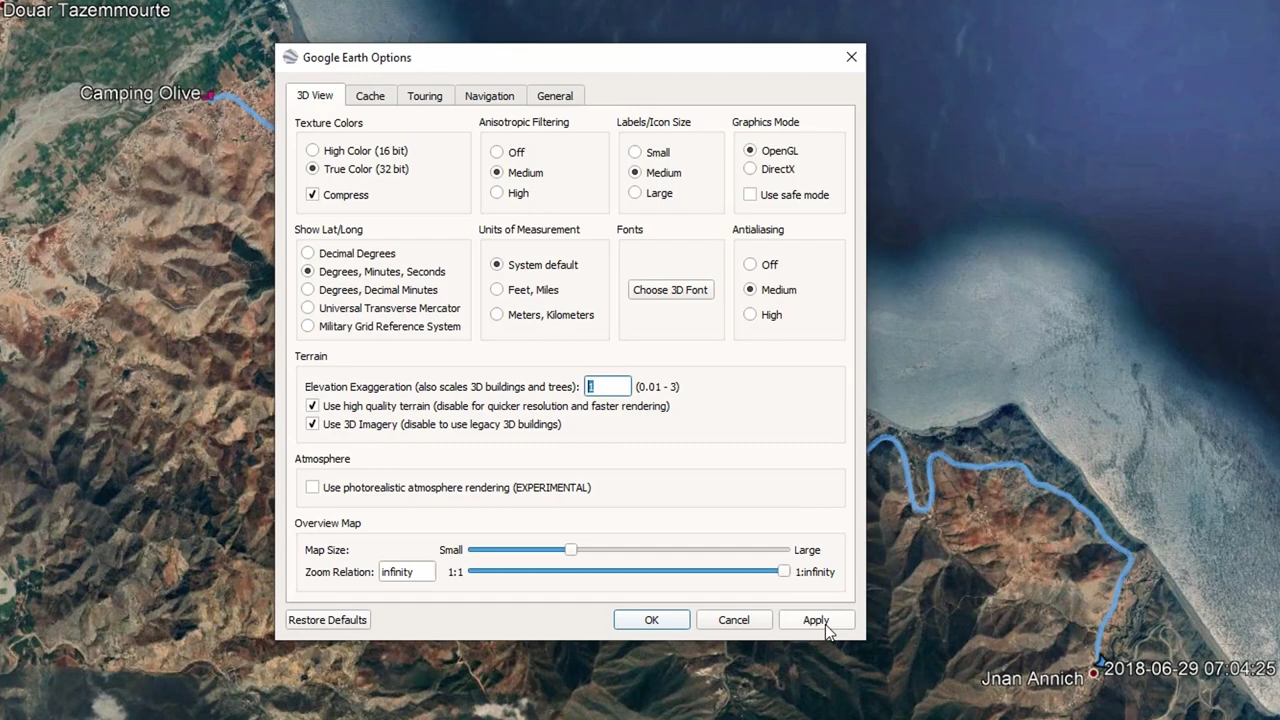 Douar Tazemmourte
Camping Olive
Google Earth Options
3D View Cache Touring Navigation General
Texture Colors Anisotropic Filtering Labels/Icon Size Graphics Mode
High Color (16 bit) Off Small OpenGL
True Color (32 bit) Medium Medium DirectX
Compress High Large Use safe mode
Show Lat/Long Units of Measurement Fonts Antialiasing
Decimal Degrees System default Off
Degrees, Minutes, Seconds
Degrees, Decimal Minutes Feet, Miles Choose 3D Font Medium
Universal Transverse Mercator Meters, Kilometers High
Military Grid Reference System
Terrain
Elevation Exaggeration (also scales 3D buildings and trees): 1 (0.01 - 3)
Use high quality terrain (disable for quicker resolution and faster rendering)
Use 3D Imagery (disable to use legacy 3D buildings)
Atmosphere
Use photorealistic atmosphere rendering (EXPERIMENTAL)
Overview Map
Map Size: Small Large
Zoom Relation: infinity 1:1 1:infinity
Restore Defaults OK Cancel Apply
Jnan Annich 2018-06-29 07:04:25